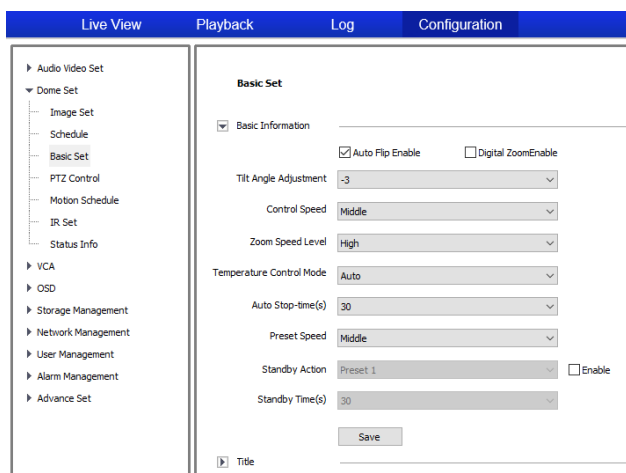 Live View Playback Log Configuration
Audio Video Set
Dome Set
Image Set
Schedule
Basic Set
PTZ Control
Motion Schedule
IR Set
Status Info
VCA
OSD
Storage Management
Network Management
User Management
Alarm Management
Advance Set
Basic Set
Basic Information
Auto Flip Enable Digital ZoomEnable
Tilt Angle Adjustment -3
Control Speed Middle
Zoom Speed Level High
Temperature Control Mode Auto
Auto Stop-time(s) 30
Preset Speed Middle
Standby Action Preset 1 Enable
Standby Time(s) 30
Save
Title